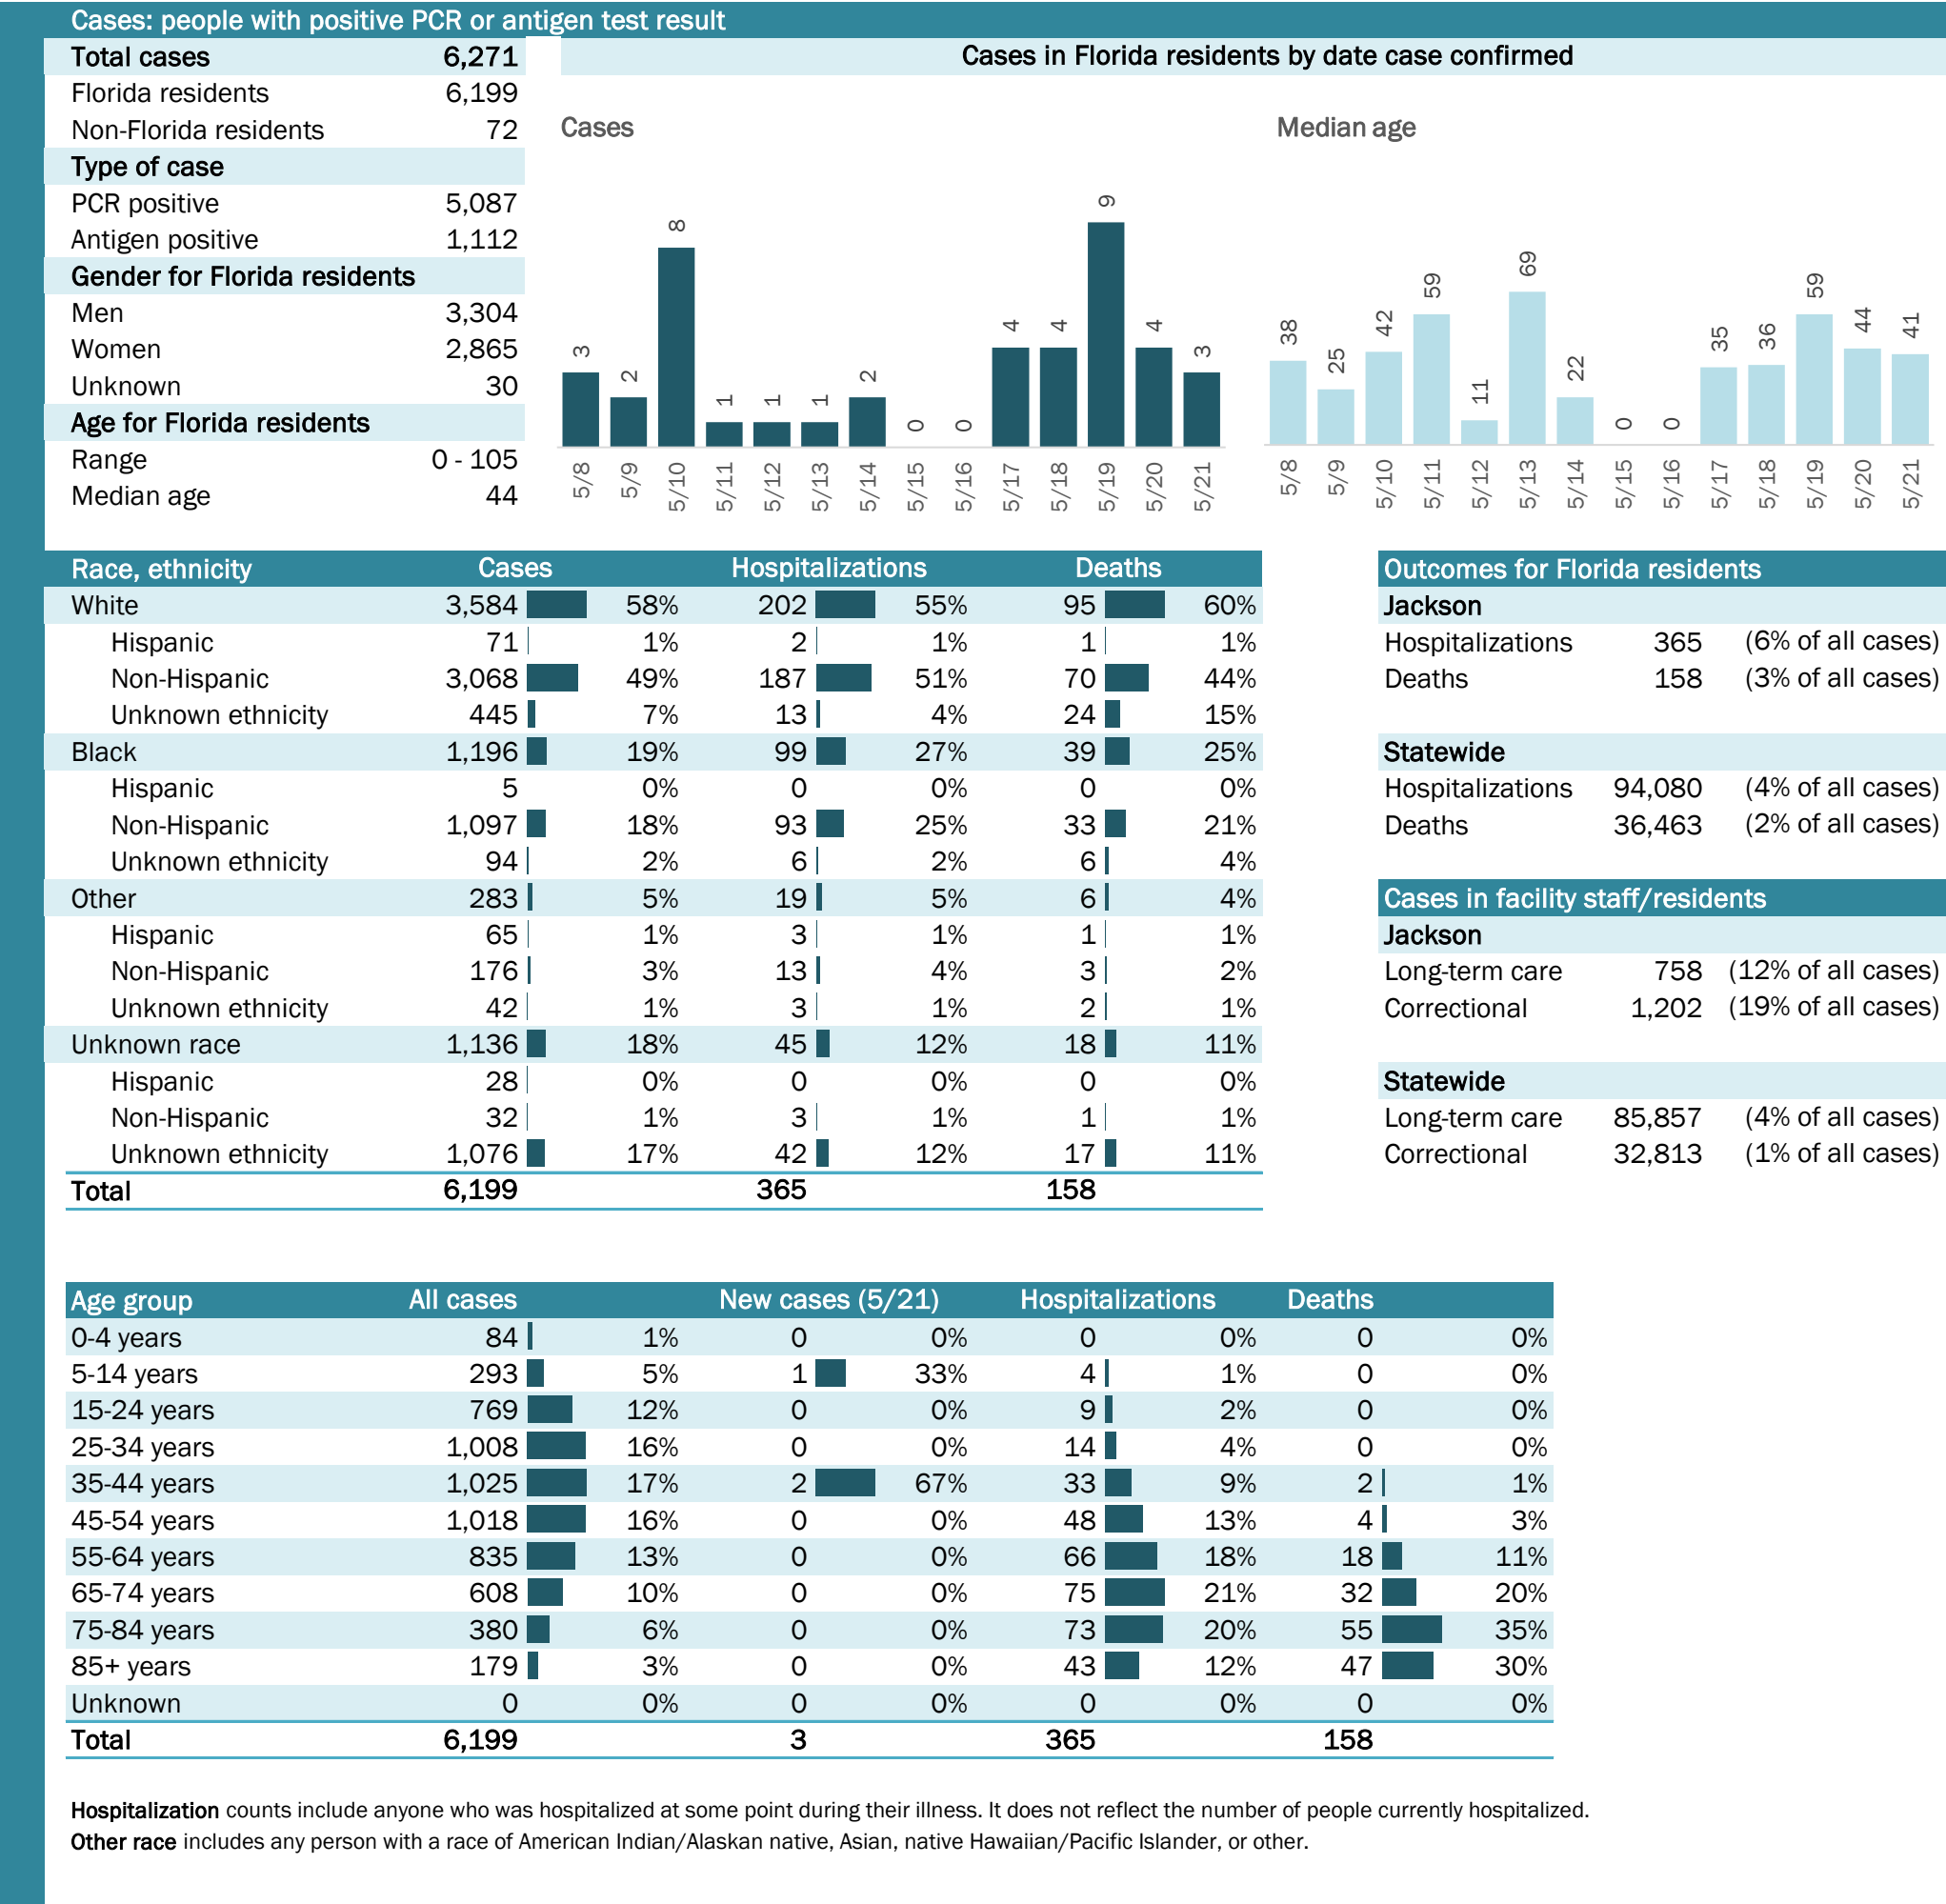 Cases: people with positive PCR or antigen test result
Total cases 6,271
Florida residents 6,199
Non-Florida residents 72
Type of case
PCR positive 5,087
Antigen positive 1,112
Gender for Florida residents
Men 3,304
Women 2,865
Unknown 30
Age for Florida residents
Range 0 - 105
Median age 44
Cases in Florida residents by date case confirmed
Cases
3 2 8 1 1 1 2 0 0 4 4 9 4 3
5/8 5/9 5/10 5/11 5/12 5/13 5/14 5/15 5/16 5/17 5/18 5/19 5/20 5/21
Median age
38 25 42 59 11 69 22 0 0 35 36 59 44 41
5/8 5/9 5/10 5/11 5/12 5/13 5/14 5/15 5/16 5/17 5/18 5/19 5/20 5/21
Race, ethnicity Cases Hospitalizations Deaths
White 3,584 58% 202 55% 95 60%
Hispanic 71 1% 2 1% 1 1%
Non-Hispanic 3,068 49% 187 51% 70 44%
Unknown ethnicity 445 7% 13 4% 24 15%
Black 1,196 19% 99 27% 39 25%
Hispanic 5 0% 0 0% 0 0%
Non-Hispanic 1,097 18% 93 25% 33 21%
Unknown ethnicity 94 2% 6 2% 6 4%
Other 283 5% 19 5% 6 4%
Hispanic 65 1% 3 1% 1 1%
Non-Hispanic 176 3% 13 4% 3 2%
Unknown ethnicity 42 1% 3 1% 2 1%
Unknown race 1,136 18% 45 12% 18 11%
Hispanic 28 0% 0 0% 0 0%
Non-Hispanic 32 1% 3 1% 1 1%
Unknown ethnicity 1,076 17% 42 12% 17 11%
Total 6,199 365 158
Outcomes for Florida residents
Jackson
Hospitalizations 365 (6% of all cases)
Deaths 158 (3% of all cases)
Statewide
Hospitalizations 94,080 (4% of all cases)
Deaths 36,463 (2% of all cases)
Cases in facility staff/residents
Jackson
Long-term care 758 (12% of all cases)
Correctional 1,202 (19% of all cases)
Statewide
Long-term care 85,857 (4% of all cases)
Correctional 32,813 (1% of all cases)
Age group All cases New cases (5/21) Hospitalizations Deaths
0-4 years 84 1% 0 0% 0 0% 0 0%
5-14 years 293 5% 1 33% 4 1% 0 0%
15-24 years 769 12% 0 0% 9 2% 0 0%
25-34 years 1,008 16% 0 0% 14 4% 0 0%
35-44 years 1,025 17% 2 67% 33 9% 2 1%
45-54 years 1,018 16% 0 0% 48 13% 4 3%
55-64 years 835 13% 0 0% 66 18% 18 11%
65-74 years 608 10% 0 0% 75 21% 32 20%
75-84 years 380 6% 0 0% 73 20% 55 35%
85+ years 179 3% 0 0% 43 12% 47 30%
Unknown 0 0% 0 0% 0 0% 0 0%
Total 6,199 3 365 158
Hospitalization counts include anyone who was hospitalized at some point during their illness. It does not reflect the number of people currently hospitalized.
Other race includes any person with a race of American Indian/Alaskan native, Asian, native Hawaiian/Pacific Islander, or other.